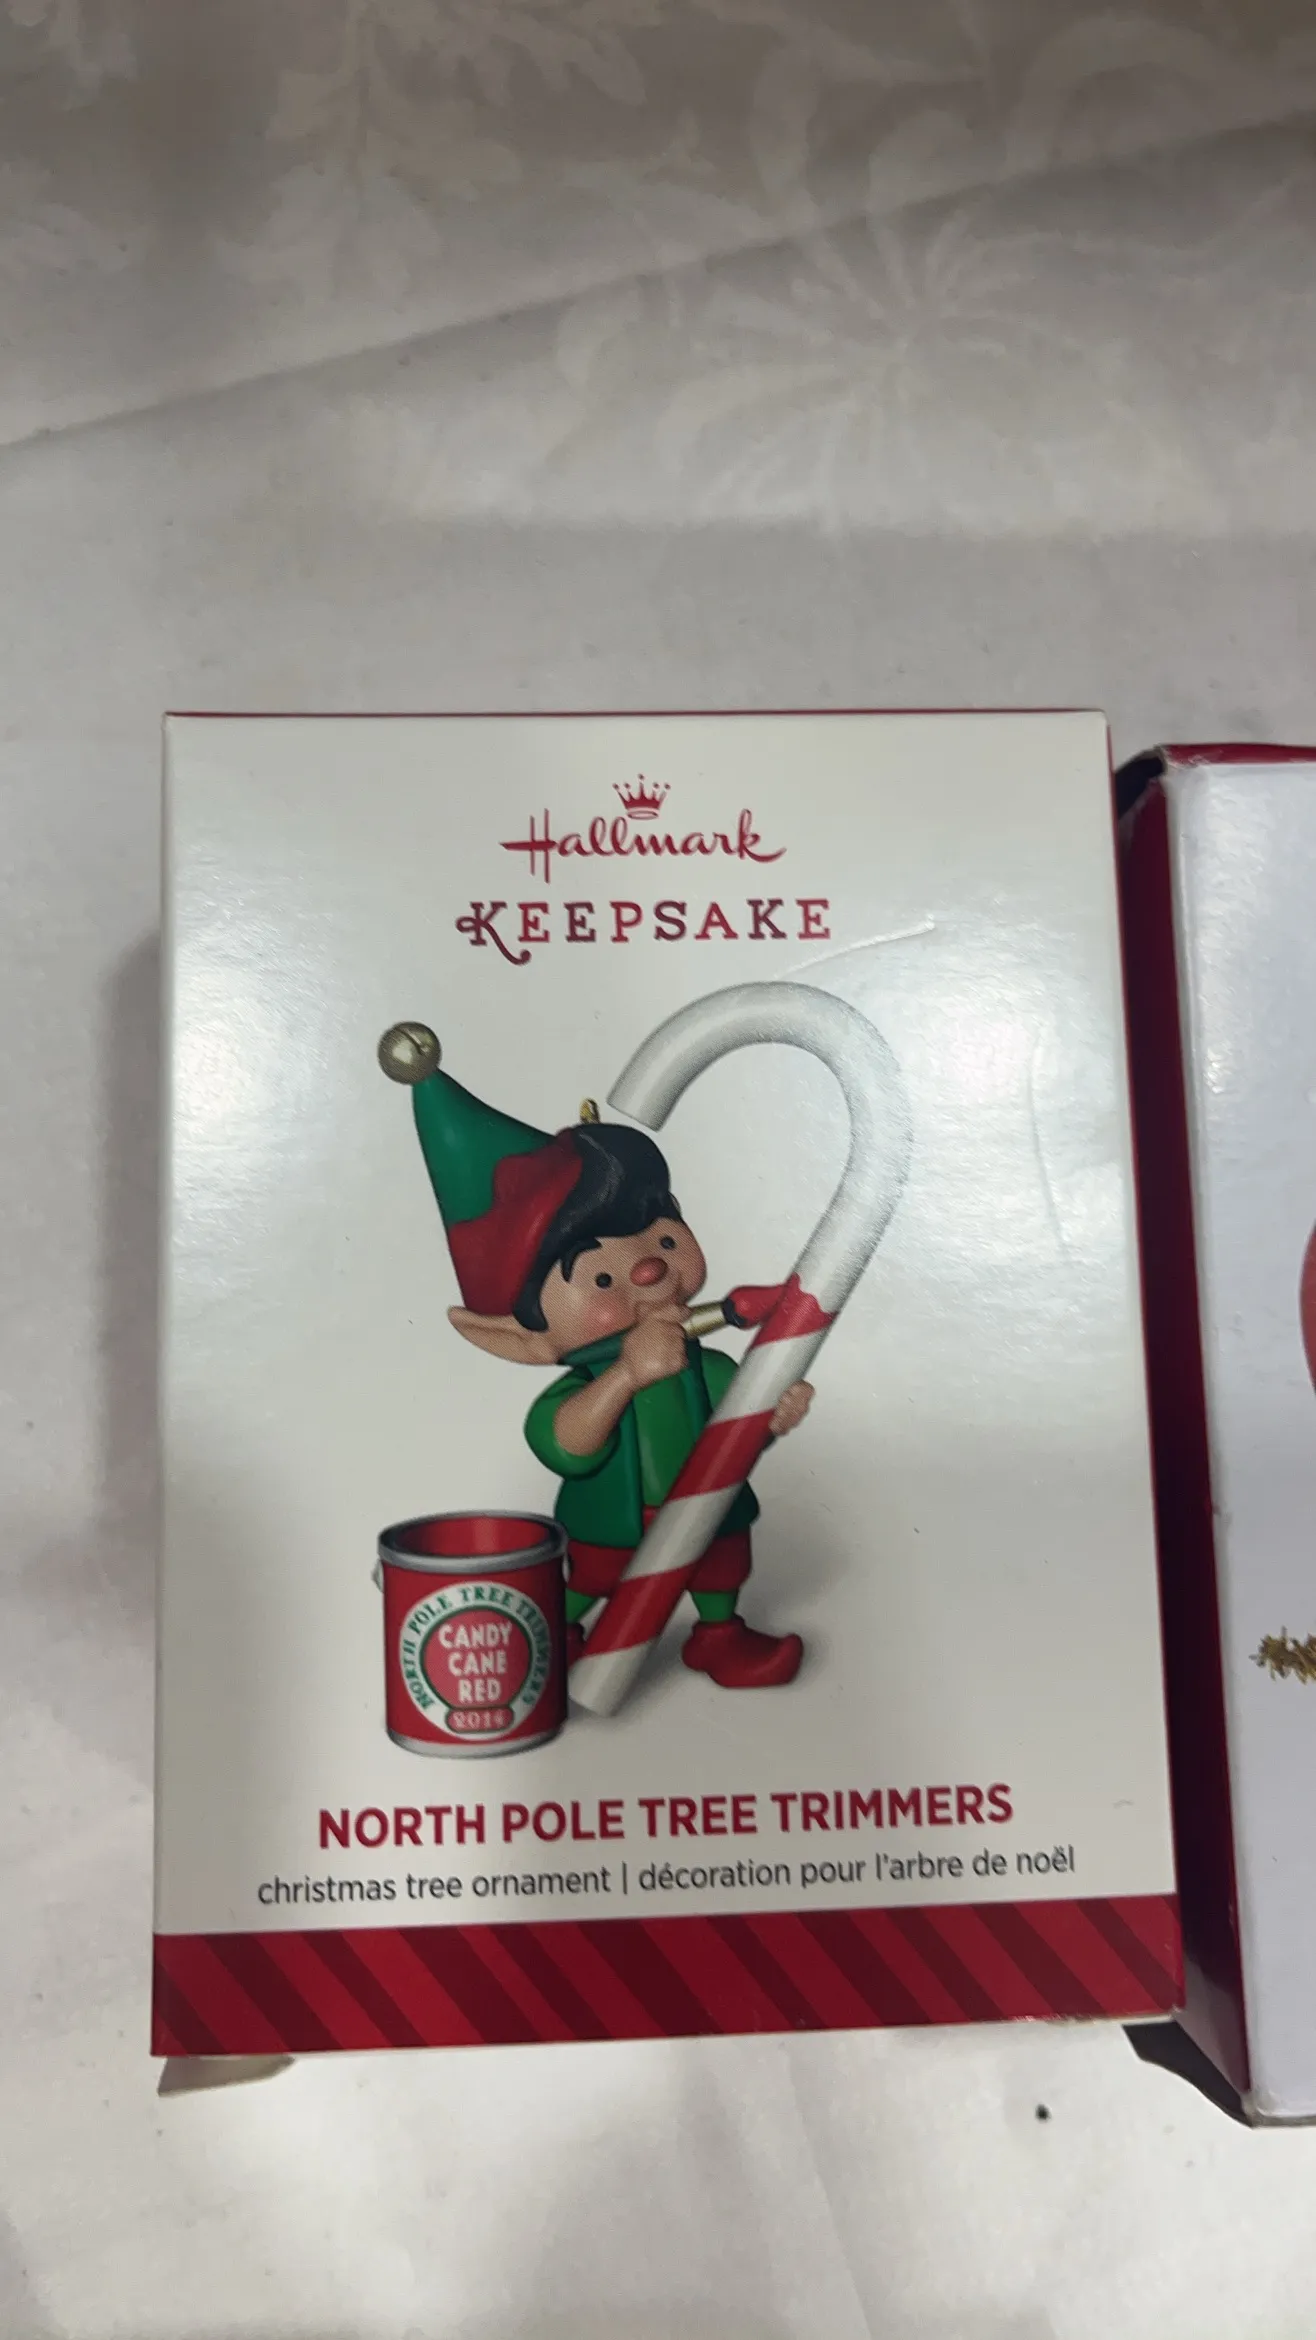 Hallmark
KEEPSAKE
NORTH POLE TREE TRIMMERS
CANDY
CANE
RED
2014
NORTH POLE TREE TRIMMERS
christmas tree ornament | décoration pour l'arbre de noël